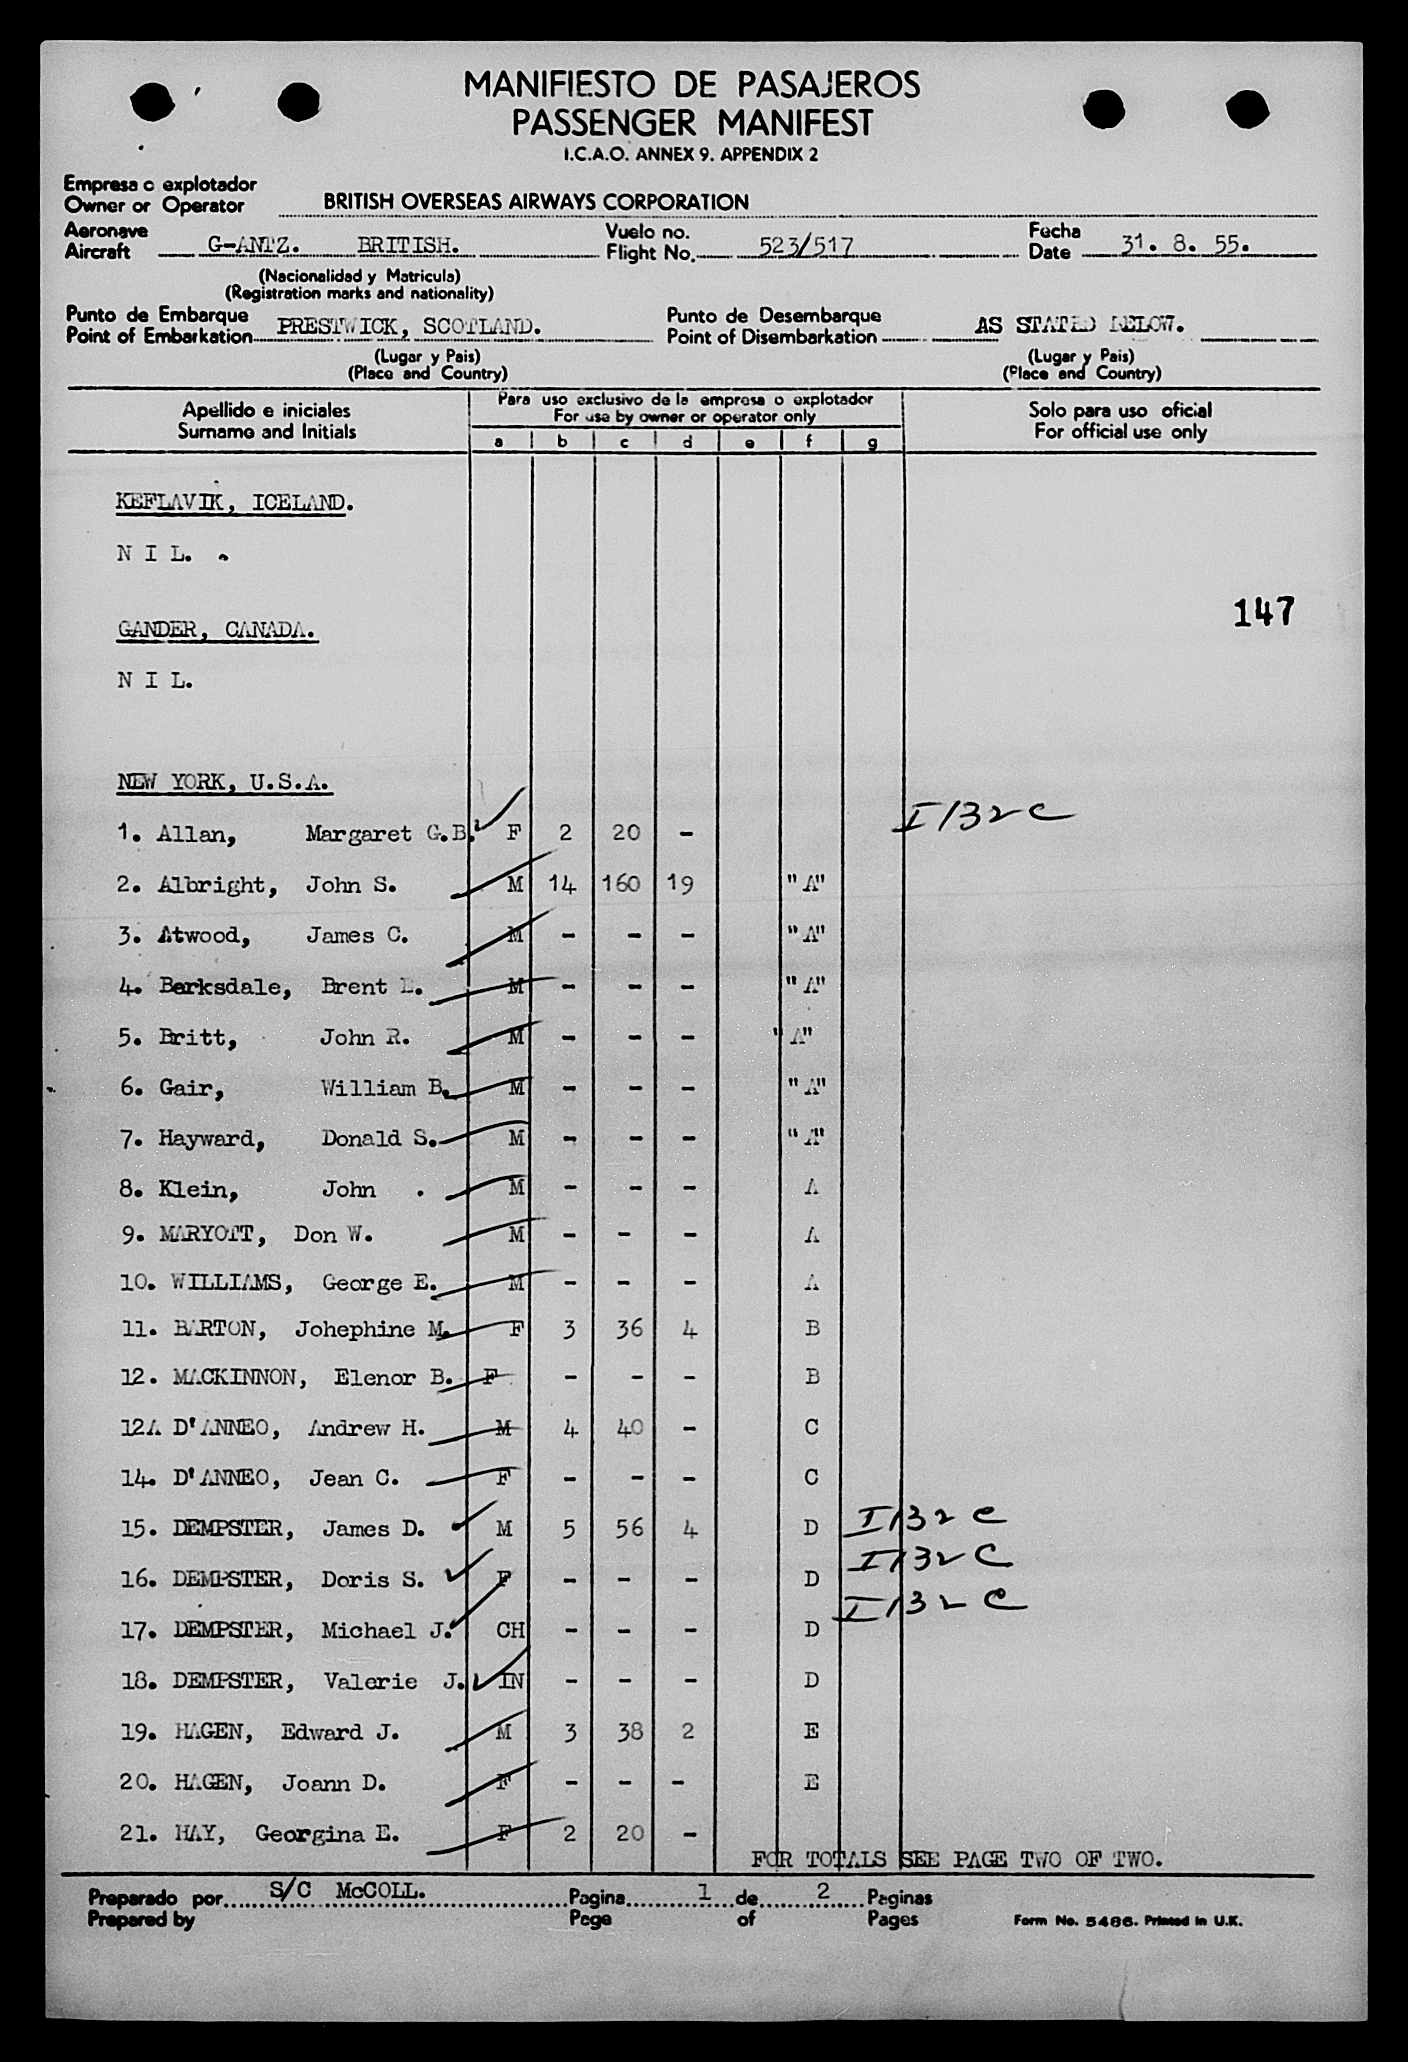 MANIFIESTO DE PASAJEROS
PASSENGER MANIFEST
I.C.A.O. ANNEX 9. APPENDIX 2
Empresa o explotador
Owner or Operator BRITISH OVERSEAS AIRWAYS CORPORATION
Aeronave Vuelo no. Fecha
Aircraft G-ANTZ. BRITISH. Flight No. 523/517 Date 31. 8. 55.
(Nacionalidad y Matricula)
(Registration marks and nationality)
Punto de Embarque Punto de Desembarque
Point of Embarkation PRESTWICK, SCOTLAND. Point of Disembarkation AS STATED BELOW.
(Lugar y Pais) (Lugar y Pais)
(Place and Country) (Place and Country)
Para uso exclusivo de la empresa o explotador
Apellido e iniciales For use by owner or operator only Solo para uso oficial
Surname and Initials a b c d e f g For official use only
KEFLAVIK, ICELAND.
N I L.
147
GANDER, CANADA.
N I L.
NEW YORK, U.S.A.
I132C
1. Allan, Margaret G.B. F 2 20 -
2. Albright, John S. M 14 160 19 "A"
3. Atwood, James C. M - - - "A"
4. Barksdale, Brent E. M - - - "A"
5. Britt, John R. M - - - "A"
6. Gair, William B. M - - - "A"
7. Hayward, Donald S. M - - - "A"
8. Klein, John . M - - - A
9. MARYOTT, Don W. M - - - A
10. WILLIAMS, George E. M - - - A
11. BARTON, Johephine M. F 3 36 4 B
12. MACKINNON, Elenor B. F - - - B
12A D'ANNEO, Andrew H. M 4 40 - C
14. D'ANNEO, Jean C. F - - - C
15. DEMPSTER, James D. M 5 56 4 D I132C
16. DEMPSTER, Doris S. F - - - D I132C
17. DEMPSTER, Michael J. CH - - - D I132C
18. DEMPSTER, Valerie J. IN - - - D
19. HAGEN, Edward J. M 3 38 2 E
20. HAGEN, Joann D. F - - - E
21. HAY, Georgina E. F 2 20 -
FOR TOTALS SEE PAGE TWO OF TWO.
Preparado por S/C McCOLL. Pagina 1 de 2 Paginas
Prepared by Page of Pages Form No. 5486. Printed in U.K.